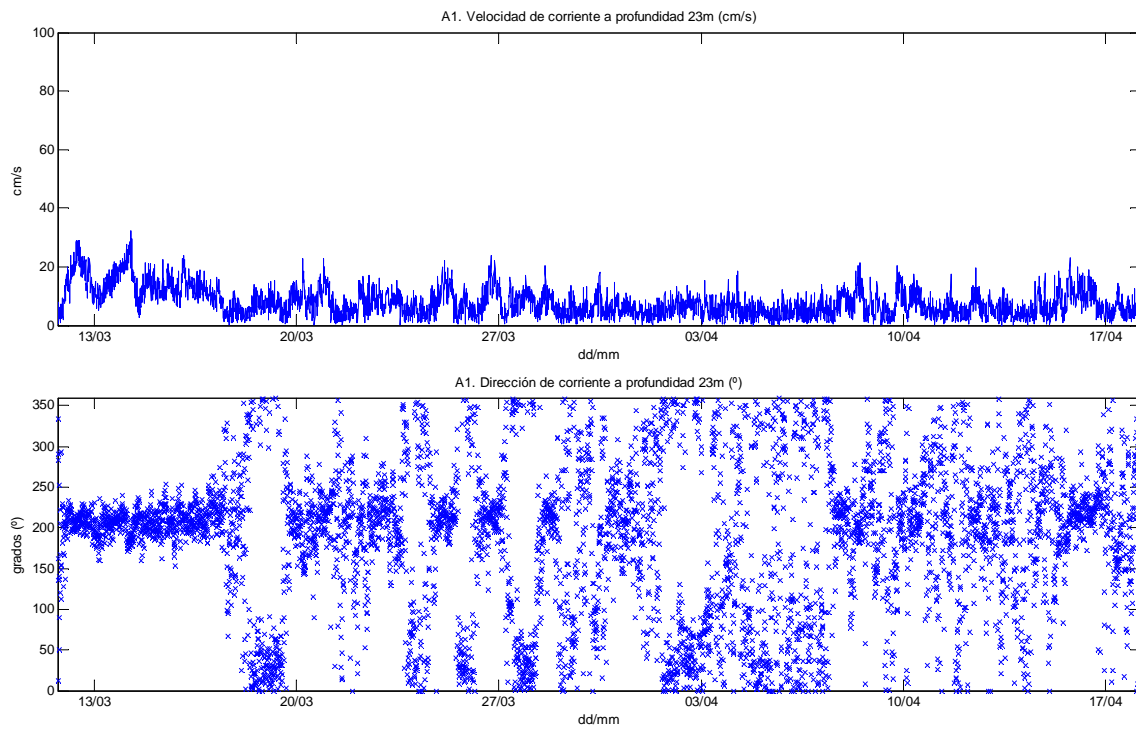 A1. Velocidad de corriente a profundidad 23m (cm/s)
100
80
60
40
20
0
cm/s
13/03 20/03 27/03 03/04 10/04 17/04
dd/mm
A1. Dirección de corriente a profundidad 23m (º)
350
300
250
200
150
100
50
0
grados (º)
13/03 20/03 27/03 03/04 10/04 17/04
dd/mm